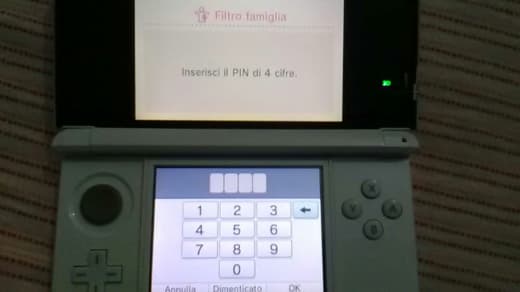 Filtro famiglia
Inserisci il PIN di 4 cifre.
1 2 3 ←
4 5 6
7 8 9
0
Annulla Dimenticato OK
X
Y A
B